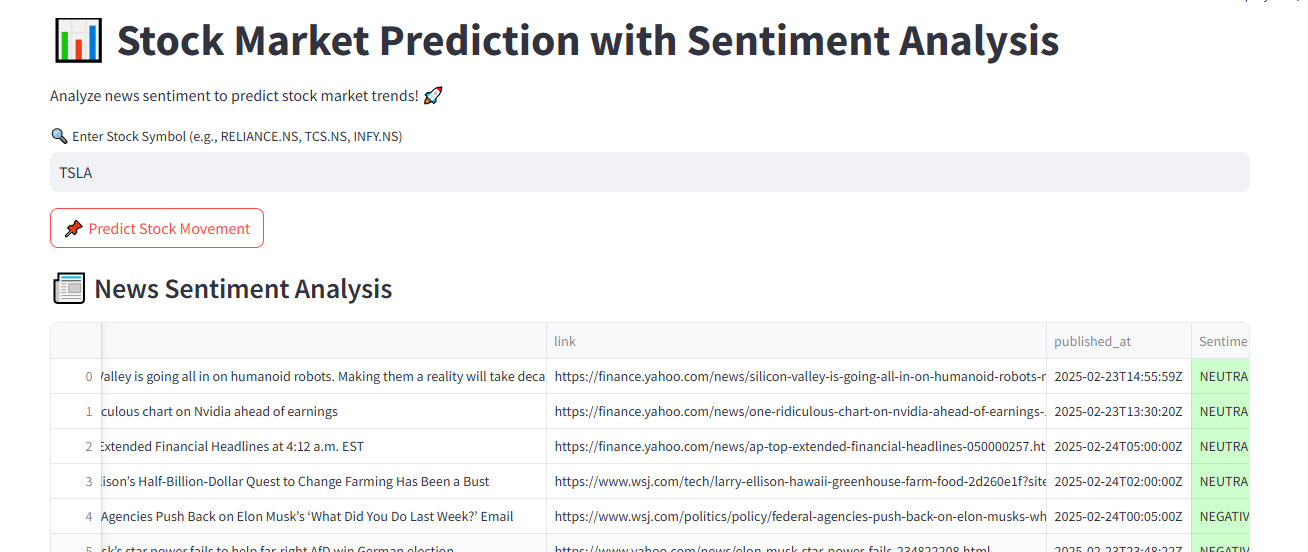 Stock Market Prediction with Sentiment Analysis
Analyze news sentiment to predict stock market trends! 🚀
Enter Stock Symbol (e.g., RELIANCE.NS, TCS.NS, INFY.NS)
TSLA
Predict Stock Movement
News Sentiment Analysis
link published_at Sentime
0 Valley is going all in on humanoid robots. Making them a reality will take deca https://finance.yahoo.com/news/silicon-valley-is-going-all-in-on-humanoid-robots-r 2025-02-23T14:55:59Z NEUTRA
1 culous chart on Nvidia ahead of earnings https://finance.yahoo.com/news/one-ridiculous-chart-on-nvidia-ahead-of-earnings- 2025-02-23T13:30:20Z NEUTRA
2 Extended Financial Headlines at 4:12 a.m. EST https://finance.yahoo.com/news/ap-top-extended-financial-headlines-050000257.ht 2025-02-24T05:00:00Z NEUTRA
3 ison’s Half-Billion-Dollar Quest to Change Farming Has Been a Bust https://www.wsj.com/tech/larry-ellison-hawaii-greenhouse-farm-food-2d260e1f?site 2025-02-24T02:00:00Z NEUTRA
4 Agencies Push Back on Elon Musk’s ‘What Did You Do Last Week?’ Email https://www.wsj.com/politics/policy/federal-agencies-push-back-on-elon-musks-wh 2025-02-24T00:05:00Z NEGATIV
5 sk’s star power fails to help far-right AfD win German election https://www.yahoo.com/news/elon-musk-star-power-fails-234822208.html 2025-02-23T23:48:22Z NEGATIV